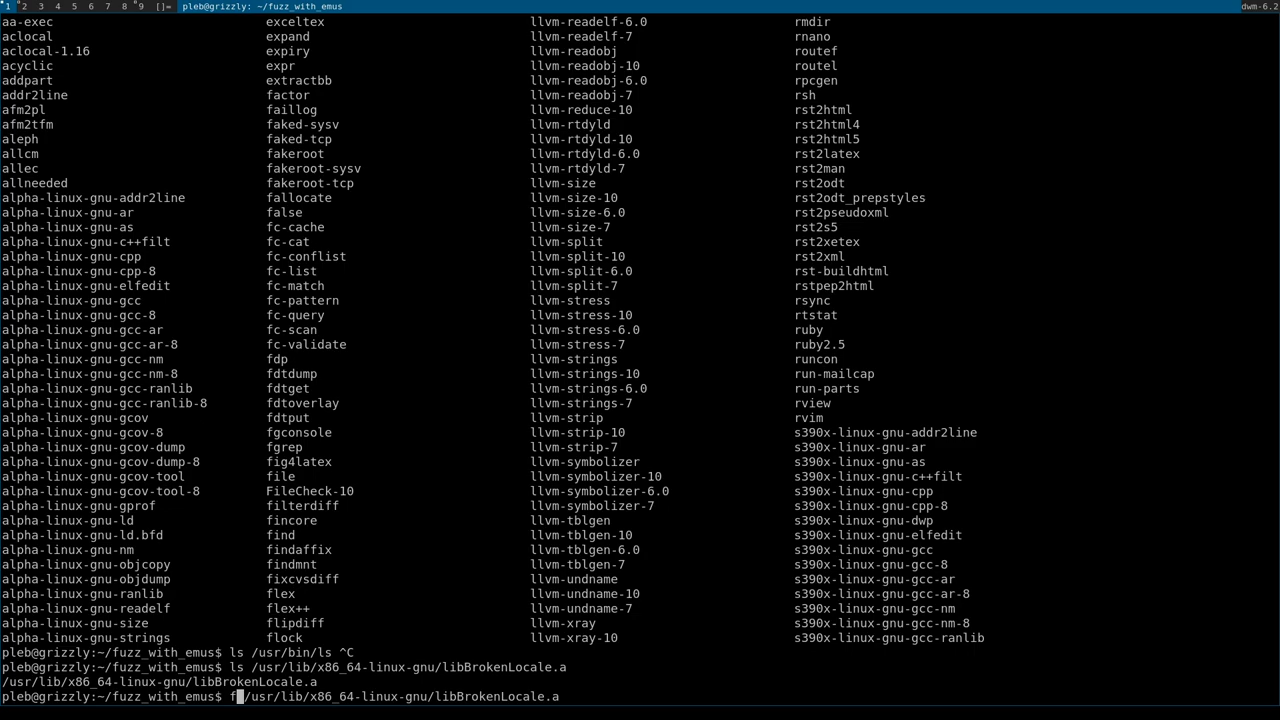 1 2 3 4 5 6 7 8 9 []= pleb@grizzly: ~/fuzz_with_emus dwm-6.2
aa-exec exceltex llvm-readelf-6.0 rmdir
aclocal expand llvm-readelf-7 rnano
aclocal-1.16 expiry llvm-readobj routef
acyclic expr llvm-readobj-10 routel
addpart extractbb llvm-readobj-6.0 rpcgen
addr2line factor llvm-readobj-7 rsh
afm2pl faillog llvm-reduce-10 rst2html
afm2tfm faked-sysv llvm-rtdyld rst2html4
aleph faked-tcp llvm-rtdyld-10 rst2html5
allcm fakeroot llvm-rtdyld-6.0 rst2latex
allec fakeroot-sysv llvm-rtdyld-7 rst2man
allneeded fakeroot-tcp llvm-size rst2odt
alpha-linux-gnu-addr2line fallocate llvm-size-10 rst2odt_prepstyles
alpha-linux-gnu-ar false llvm-size-6.0 rst2pseudoxml
alpha-linux-gnu-as fc-cache llvm-size-7 rst2s5
alpha-linux-gnu-c++filt fc-cat llvm-split rst2xetex
alpha-linux-gnu-cpp fc-conflist llvm-split-10 rst2xml
alpha-linux-gnu-cpp-8 fc-list llvm-split-6.0 rst-buildhtml
alpha-linux-gnu-elfedit fc-match llvm-split-7 rstpep2html
alpha-linux-gnu-gcc fc-pattern llvm-stress rsync
alpha-linux-gnu-gcc-8 fc-query llvm-stress-10 rtstat
alpha-linux-gnu-gcc-ar fc-scan llvm-stress-6.0 ruby
alpha-linux-gnu-gcc-ar-8 fc-validate llvm-stress-7 ruby2.5
alpha-linux-gnu-gcc-nm fdp llvm-strings runcon
alpha-linux-gnu-gcc-nm-8 fdtdump llvm-strings-10 run-mailcap
alpha-linux-gnu-gcc-ranlib fdtget llvm-strings-6.0 run-parts
alpha-linux-gnu-gcc-ranlib-8 fdtoverlay llvm-strings-7 rview
alpha-linux-gnu-gcov fdtput llvm-strip rvim
alpha-linux-gnu-gcov-8 fgconsole llvm-strip-10 s390x-linux-gnu-addr2line
alpha-linux-gnu-gcov-dump fgrep llvm-strip-7 s390x-linux-gnu-ar
alpha-linux-gnu-gcov-dump-8 fig4latex llvm-symbolizer s390x-linux-gnu-as
alpha-linux-gnu-gcov-tool file llvm-symbolizer-10 s390x-linux-gnu-c++filt
alpha-linux-gnu-gcov-tool-8 FileCheck-10 llvm-symbolizer-6.0 s390x-linux-gnu-cpp
alpha-linux-gnu-gprof filterdiff llvm-symbolizer-7 s390x-linux-gnu-cpp-8
alpha-linux-gnu-ld fincore llvm-tblgen s390x-linux-gnu-dwp
alpha-linux-gnu-ld.bfd find llvm-tblgen-10 s390x-linux-gnu-elfedit
alpha-linux-gnu-nm findaffix llvm-tblgen-6.0 s390x-linux-gnu-gcc
alpha-linux-gnu-objcopy findmnt llvm-tblgen-7 s390x-linux-gnu-gcc-8
alpha-linux-gnu-objdump fixcvsdiff llvm-undname s390x-linux-gnu-gcc-ar
alpha-linux-gnu-ranlib flex llvm-undname-10 s390x-linux-gnu-gcc-ar-8
alpha-linux-gnu-readelf flex++ llvm-undname-7 s390x-linux-gnu-gcc-nm
alpha-linux-gnu-size flipdiff llvm-xray s390x-linux-gnu-gcc-nm-8
alpha-linux-gnu-strings flock llvm-xray-10 s390x-linux-gnu-gcc-ranlib
pleb@grizzly:~/fuzz_with_emus$ ls /usr/bin/ls ^C
pleb@grizzly:~/fuzz_with_emus$ ls /usr/lib/x86_64-linux-gnu/libBrokenLocale.a
/usr/lib/x86_64-linux-gnu/libBrokenLocale.a
pleb@grizzly:~/fuzz_with_emus$ f /usr/lib/x86_64-linux-gnu/libBrokenLocale.a